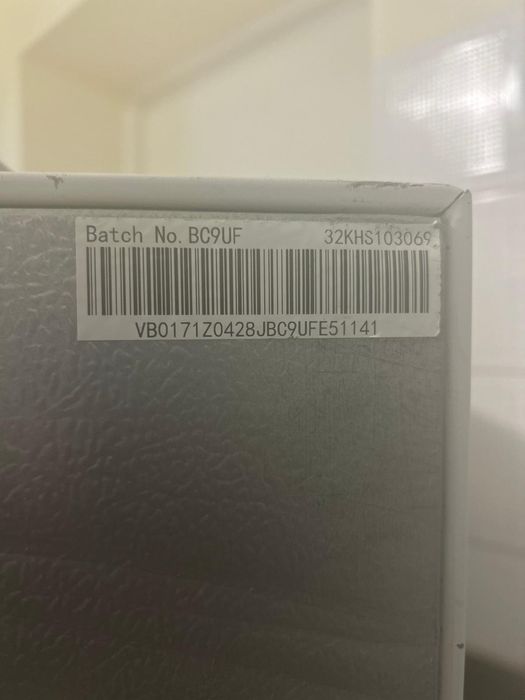 Batch No. BC9UF 32KHS103069
VB0171Z0428JBC9UFE51141